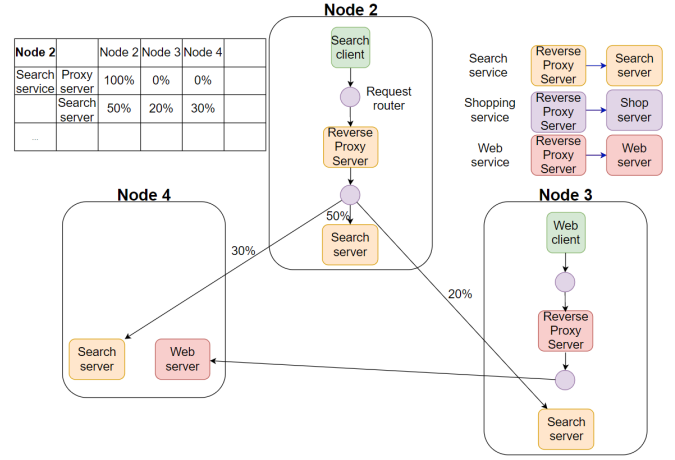 Node 2
Node 2 Node 2 Node 3 Node 4
Search service Proxy server 100% 0% 0%
Search server 50% 20% 30%
...
Search client
Request router
Reverse Proxy Server
50%
Search server
30%
20%
Search service Reverse Proxy Server Search server
Shopping service Reverse Proxy Server Shop server
Web service Reverse Proxy Server Web server
Node 4
Search server
Web server
Node 3
Web client
Reverse Proxy Server
Search server